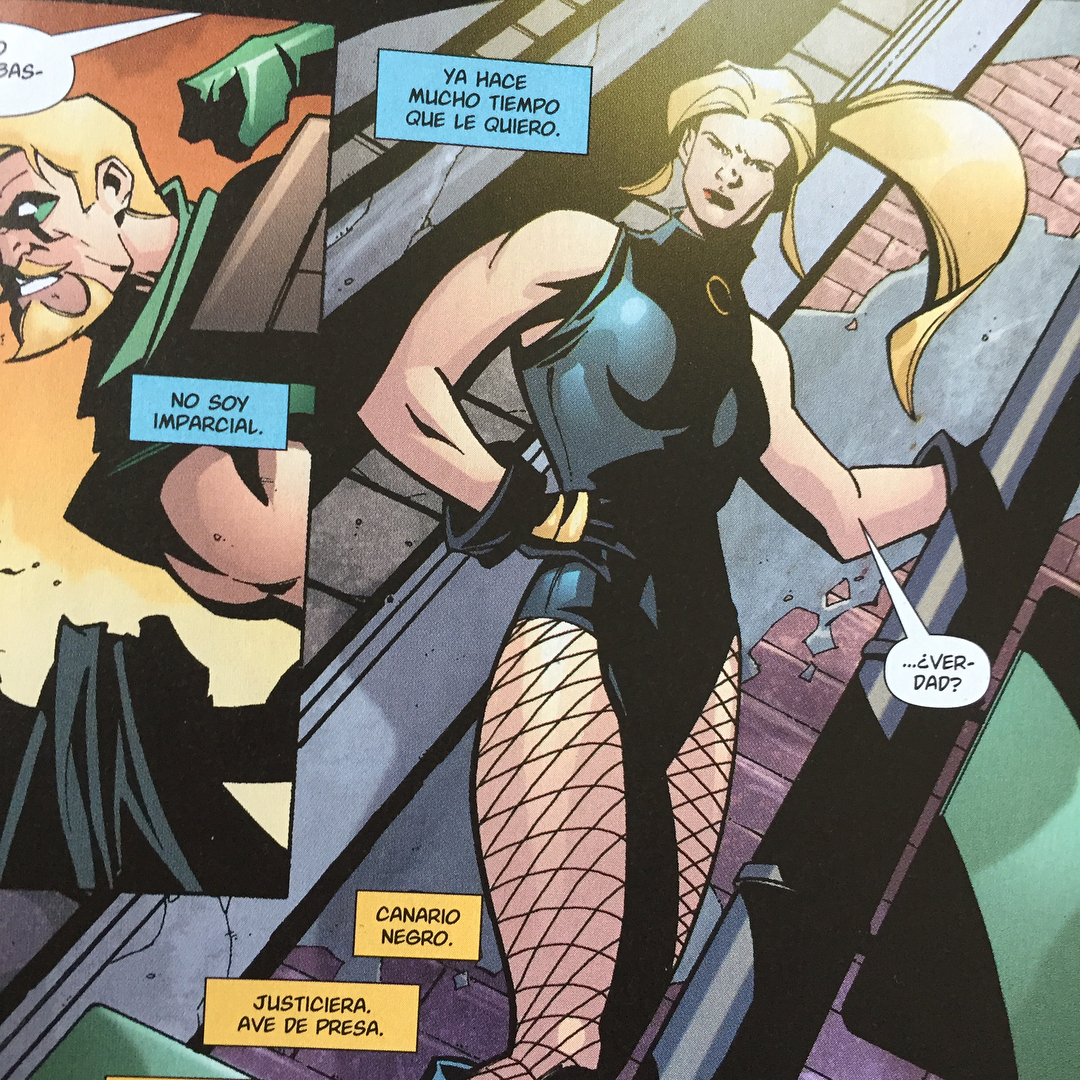 YA HACE
MUCHO TIEMPO
QUE LE QUIERO.
NO SOY
IMPARCIAL.
...¿VER-
DAD?
CANARIO
NEGRO.
JUSTICIERA.
AVE DE PRESA.